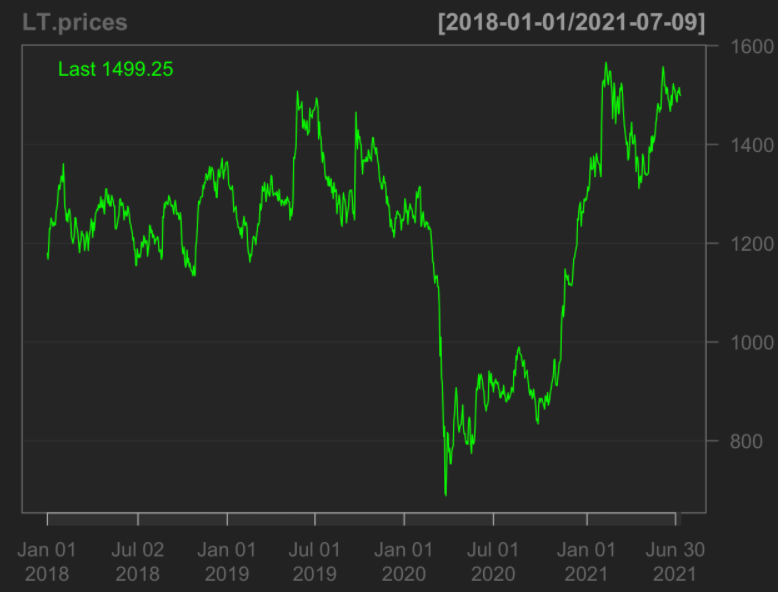 LT.prices [2018-01-01/2021-07-09]
Last 1499.25
1600
1400
1200
1000
800
Jan 01 Jul 02 Jan 01 Jul 01 Jan 01 Jul 01 Jan 01 Jun 30
2018 2018 2019 2019 2020 2020 2021 2021